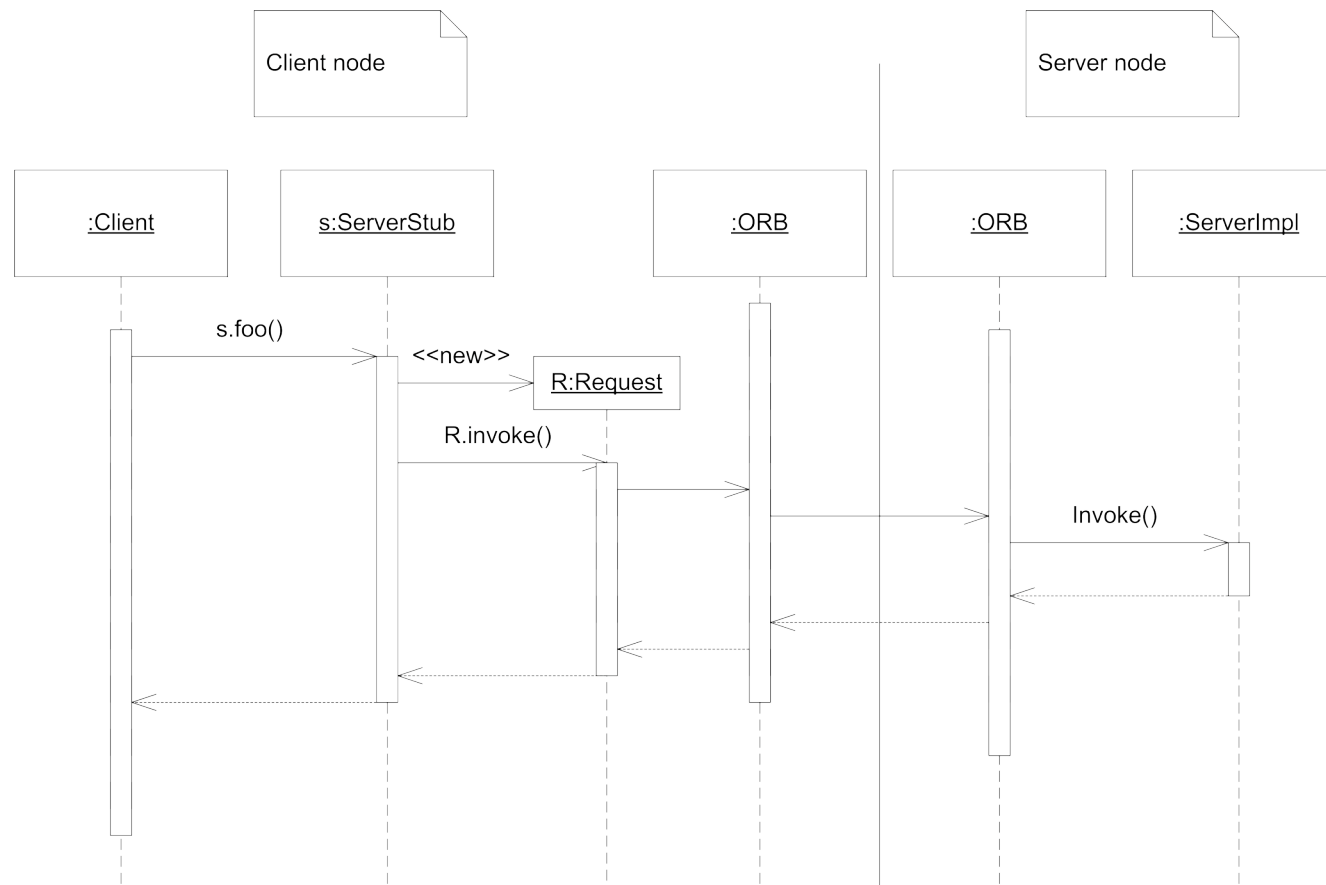 Client node
Server node
:Client
s:ServerStub
:ORB
:ORB
:ServerImpl
s.foo()
<<new>>
R:Request
R.invoke()
Invoke()